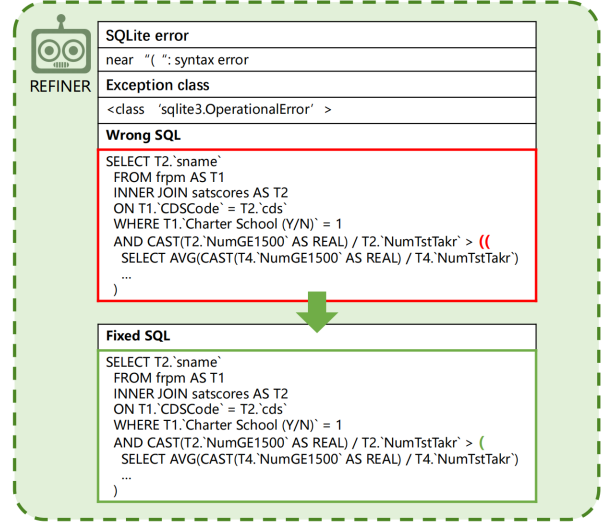 REFINER
SQLite error
near "( ": syntax error
Exception class
<class 'sqlite3.OperationalError' >
Wrong SQL
SELECT T2.`sname`
FROM frpm AS T1
INNER JOIN satscores AS T2
ON T1.`CDSCode` = T2.`cds`
WHERE T1.`Charter School (Y/N)` = 1
AND CAST(T2.`NumGE1500` AS REAL) / T2.`NumTstTakr` > ((
SELECT AVG(CAST(T4.`NumGE1500` AS REAL) / T4.`NumTstTakr`)
...
)
Fixed SQL
SELECT T2.`sname`
FROM frpm AS T1
INNER JOIN satscores AS T2
ON T1.`CDSCode` = T2.`cds`
WHERE T1.`Charter School (Y/N)` = 1
AND CAST(T2.`NumGE1500` AS REAL) / T2.`NumTstTakr` > (
SELECT AVG(CAST(T4.`NumGE1500` AS REAL) / T4.`NumTstTakr`)
...
)